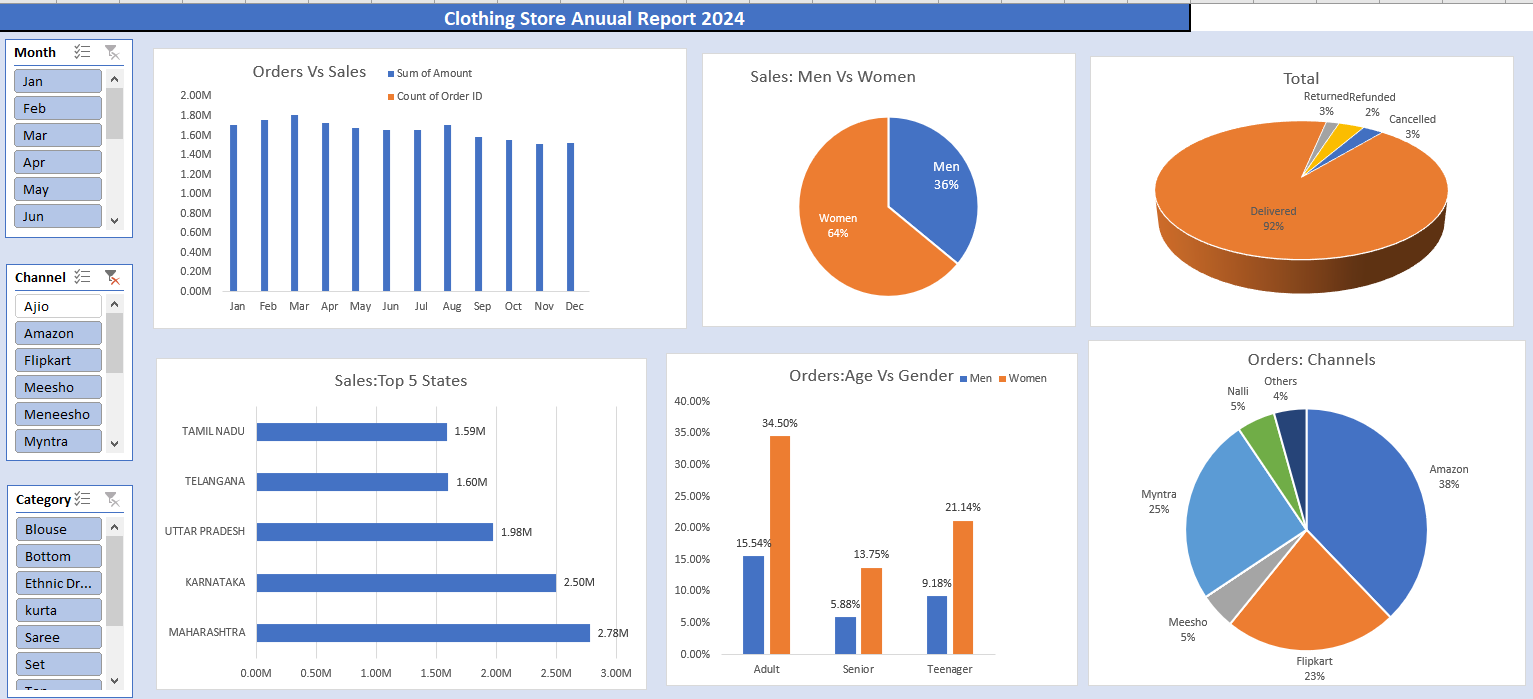 Clothing Store Anuual Report 2024
Month
Jan
Feb
Mar
Apr
May
Jun
Channel
Ajio
Amazon
Flipkart
Meesho
Meneesho
Myntra
Category
Blouse
Bottom
Ethnic Dr...
kurta
Saree
Set
Orders Vs Sales
Sum of Amount
Count of Order ID
2.00M
1.80M
1.60M
1.40M
1.20M
1.00M
0.80M
0.60M
0.40M
0.20M
0.00M
Jan Feb Mar Apr May Jun Jul Aug Sep Oct Nov Dec
Sales: Men Vs Women
Men
36%
Women
64%
Total
Returned
3%
Refunded
2%
Cancelled
3%
Delivered
92%
Sales:Top 5 States
TAMIL NADU 1.59M
TELANGANA 1.60M
UTTAR PRADESH 1.98M
KARNATAKA 2.50M
MAHARASHTRA 2.78M
0.00M 0.50M 1.00M 1.50M 2.00M 2.50M 3.00M
Orders:Age Vs Gender
Men Women
40.00%
35.00%
30.00%
25.00%
20.00%
15.00%
10.00%
5.00%
0.00%
15.54% 34.50%
5.88% 13.75%
9.18% 21.14%
Adult Senior Teenager
Orders: Channels
Amazon
38%
Flipkart
23%
Meesho
5%
Myntra
25%
Nalli
5%
Others
4%